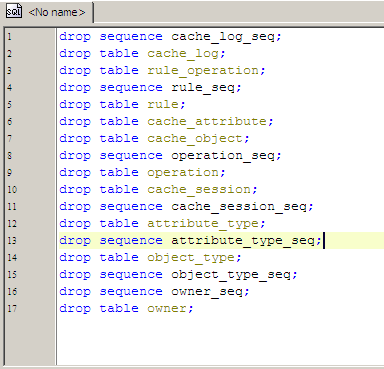 SQL <No name>
1 drop sequence cache_log_seq;
2 drop table cache_log;
3 drop table rule_operation;
4 drop sequence rule_seq;
5 drop table rule;
6 drop table cache_attribute;
7 drop table cache_object;
8 drop sequence operation_seq;
9 drop table operation;
10 drop table cache_session;
11 drop sequence cache_session_seq;
12 drop table attribute_type;
13 drop sequence attribute_type_seq;
14 drop table object_type;
15 drop sequence object_type_seq;
16 drop sequence owner_seq;
17 drop table owner;